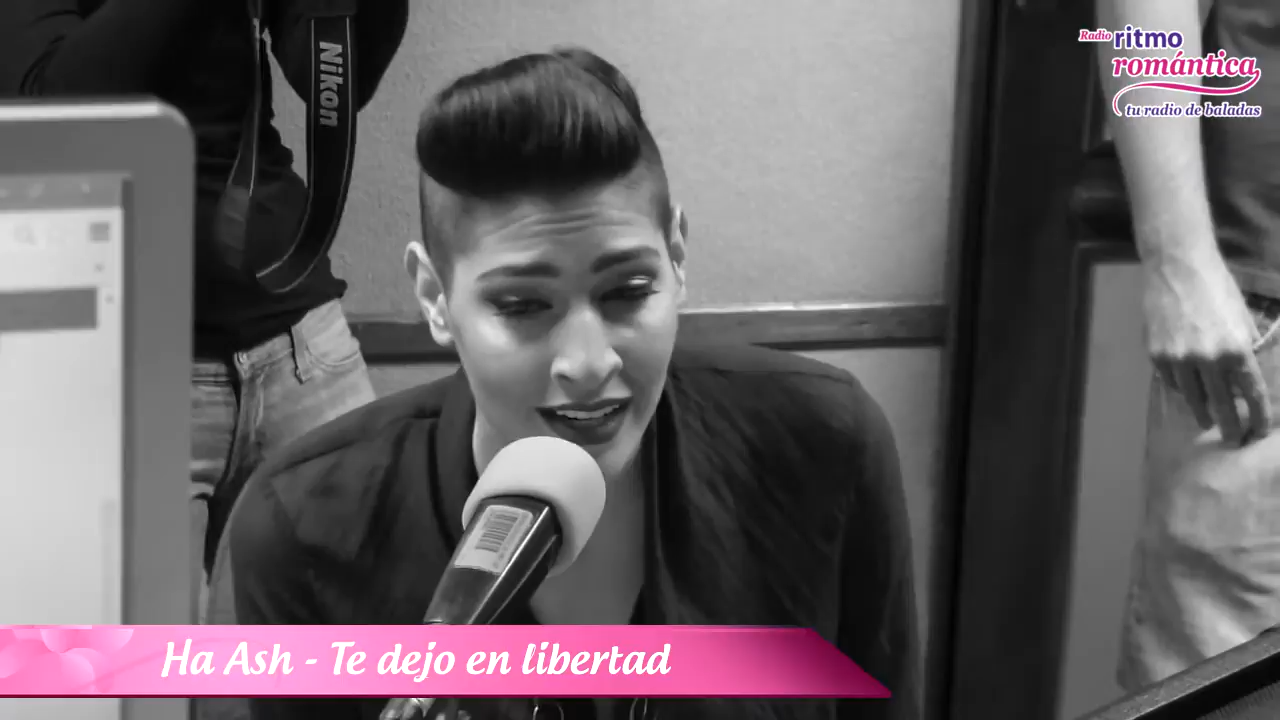 Nikon
Radio ritmo
romántica
tu radio de baladas
Ha Ash - Te dejo en libertad